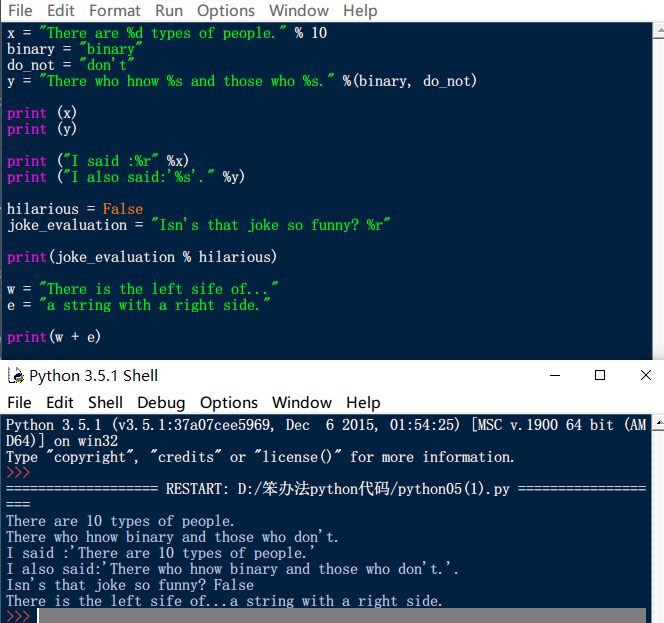 File Edit Format Run Options Window Help
x = "There are %d types of people." % 10
binary = "binary"
do_not = "don't"
y = "There who hnow %s and those who %s." %(binary, do_not)
print (x)
print (y)
print ("I said :%r" %x)
print ("I also said:'%s'." %y)
hilarious = False
joke_evaluation = "Isn's that joke so funny? %r"
print(joke_evaluation % hilarious)
w = "There is the left sife of..."
e = "a string with a right side."
print(w + e)
Python 3.5.1 Shell
File Edit Shell Debug Options Window Help
Python 3.5.1 (v3.5.1:37a07cee5969, Dec  6 2015, 01:54:25) [MSC v.1900 64 bit (AM
D64)] on win32
Type "copyright", "credits" or "license()" for more information.
>>>
=================== RESTART: D:/笨办法python代码/python05(1).py ================
===
There are 10 types of people.
There who hnow binary and those who don't.
I said :'There are 10 types of people.'
I also said:'There who hnow binary and those who don't.'.
Isn's that joke so funny? False
There is the left sife of...a string with a right side.
>>>